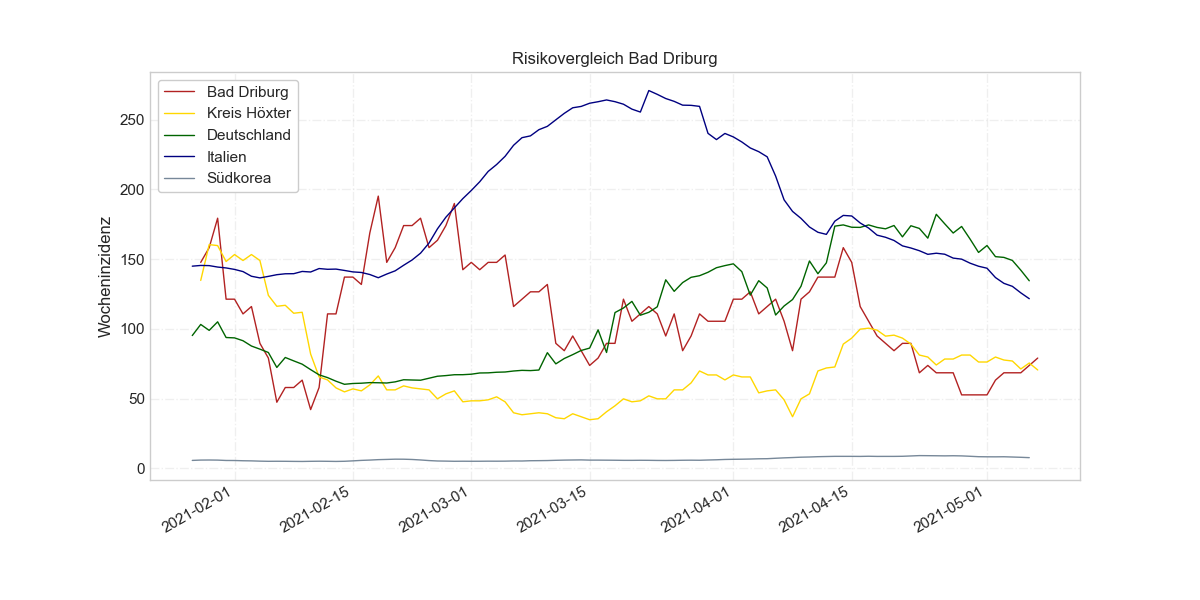 Risikovergleich Bad Driburg
Bad Driburg
Kreis Höxter
Deutschland
Italien
Südkorea
Wocheninzidenz
250
200
150
100
50
0
2021-02-01
2021-02-15
2021-03-01
2021-03-15
2021-04-01
2021-04-15
2021-05-01